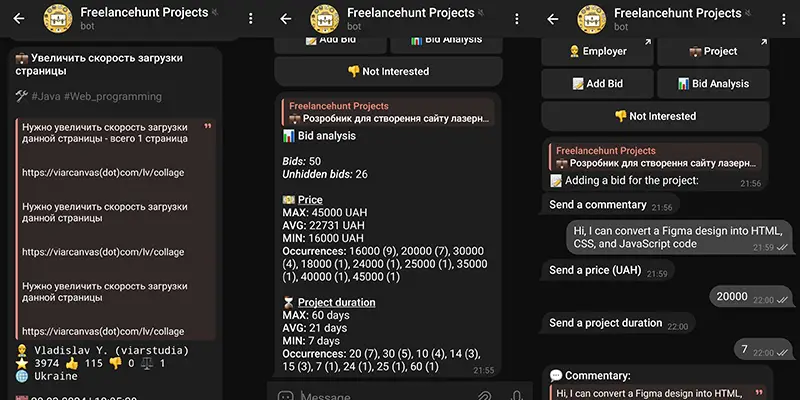 Freelancehunt Projects
bot
Увеличить скорость загрузки
страницы
#Java #Web_programming
Нужно увеличить скорость загрузки
данной страницы - всего 1 страница
https://viarcanvas(dot)com/lv/collage
Нужно увеличить скорость загрузки
данной страницы
https://viarcanvas(dot)com/lv/collage
Нужно увеличить скорость загрузки
данной страницы
https://viarcanvas(dot)com/lv/collage
Vladislav Y. (viarstudia)
3974 115 0 1
Ukraine
Freelancehunt Projects
bot
Add Bid
Bid Analysis
Not Interested
Freelancehunt Projects
Розробник для створення сайту лазерн...
Bid analysis
Bids: 50
Unhidden bids: 26
Price
MAX: 45000 UAH
AVG: 22731 UAH
MIN: 16000 UAH
Occurrences: 16000 (9), 20000 (7), 30000
(4), 18000 (1), 24000 (1), 25000 (1), 35000
(1), 40000 (1), 45000 (1)
Project duration
MAX: 60 days
AVG: 21 days
MIN: 7 days
Occurrences: 20 (7), 30 (5), 10 (4), 14 (3),
15 (3), 7 (1), 24 (1), 25 (1), 60 (1)
21:55
Message
Freelancehunt Projects
bot
Employer
Project
Add Bid
Bid Analysis
Not Interested
Freelancehunt Projects
Розробник для створення сайту лазерн...
Adding a bid for the project:
21:56
Send a commentary 21:56
Hi, I can convert a Figma design into HTML,
CSS, and JavaScript code
21:59
Send a price (UAH) 21:59
20000 22:00
Send a project duration 22:00
7 22:00
Commentary:
Hi, I can convert a Figma design into HTML,